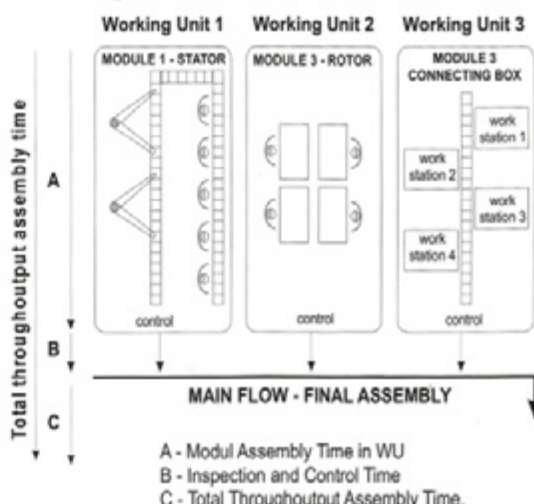 Working Unit 1
Working Unit 2
Working Unit 3
MODULE 1 - STATOR
MODULE 3 - ROTOR
MODULE 3
CONNECTING BOX
work
station 1
work
station 2
work
station 3
work
station 4
control
control
control
Total throughoutput assembly time
A
B
C
MAIN FLOW - FINAL ASSEMBLY
A - Modul Assembly Time in WU
B - Inspection and Control Time
C - Total Throughoutput Assembly Time.